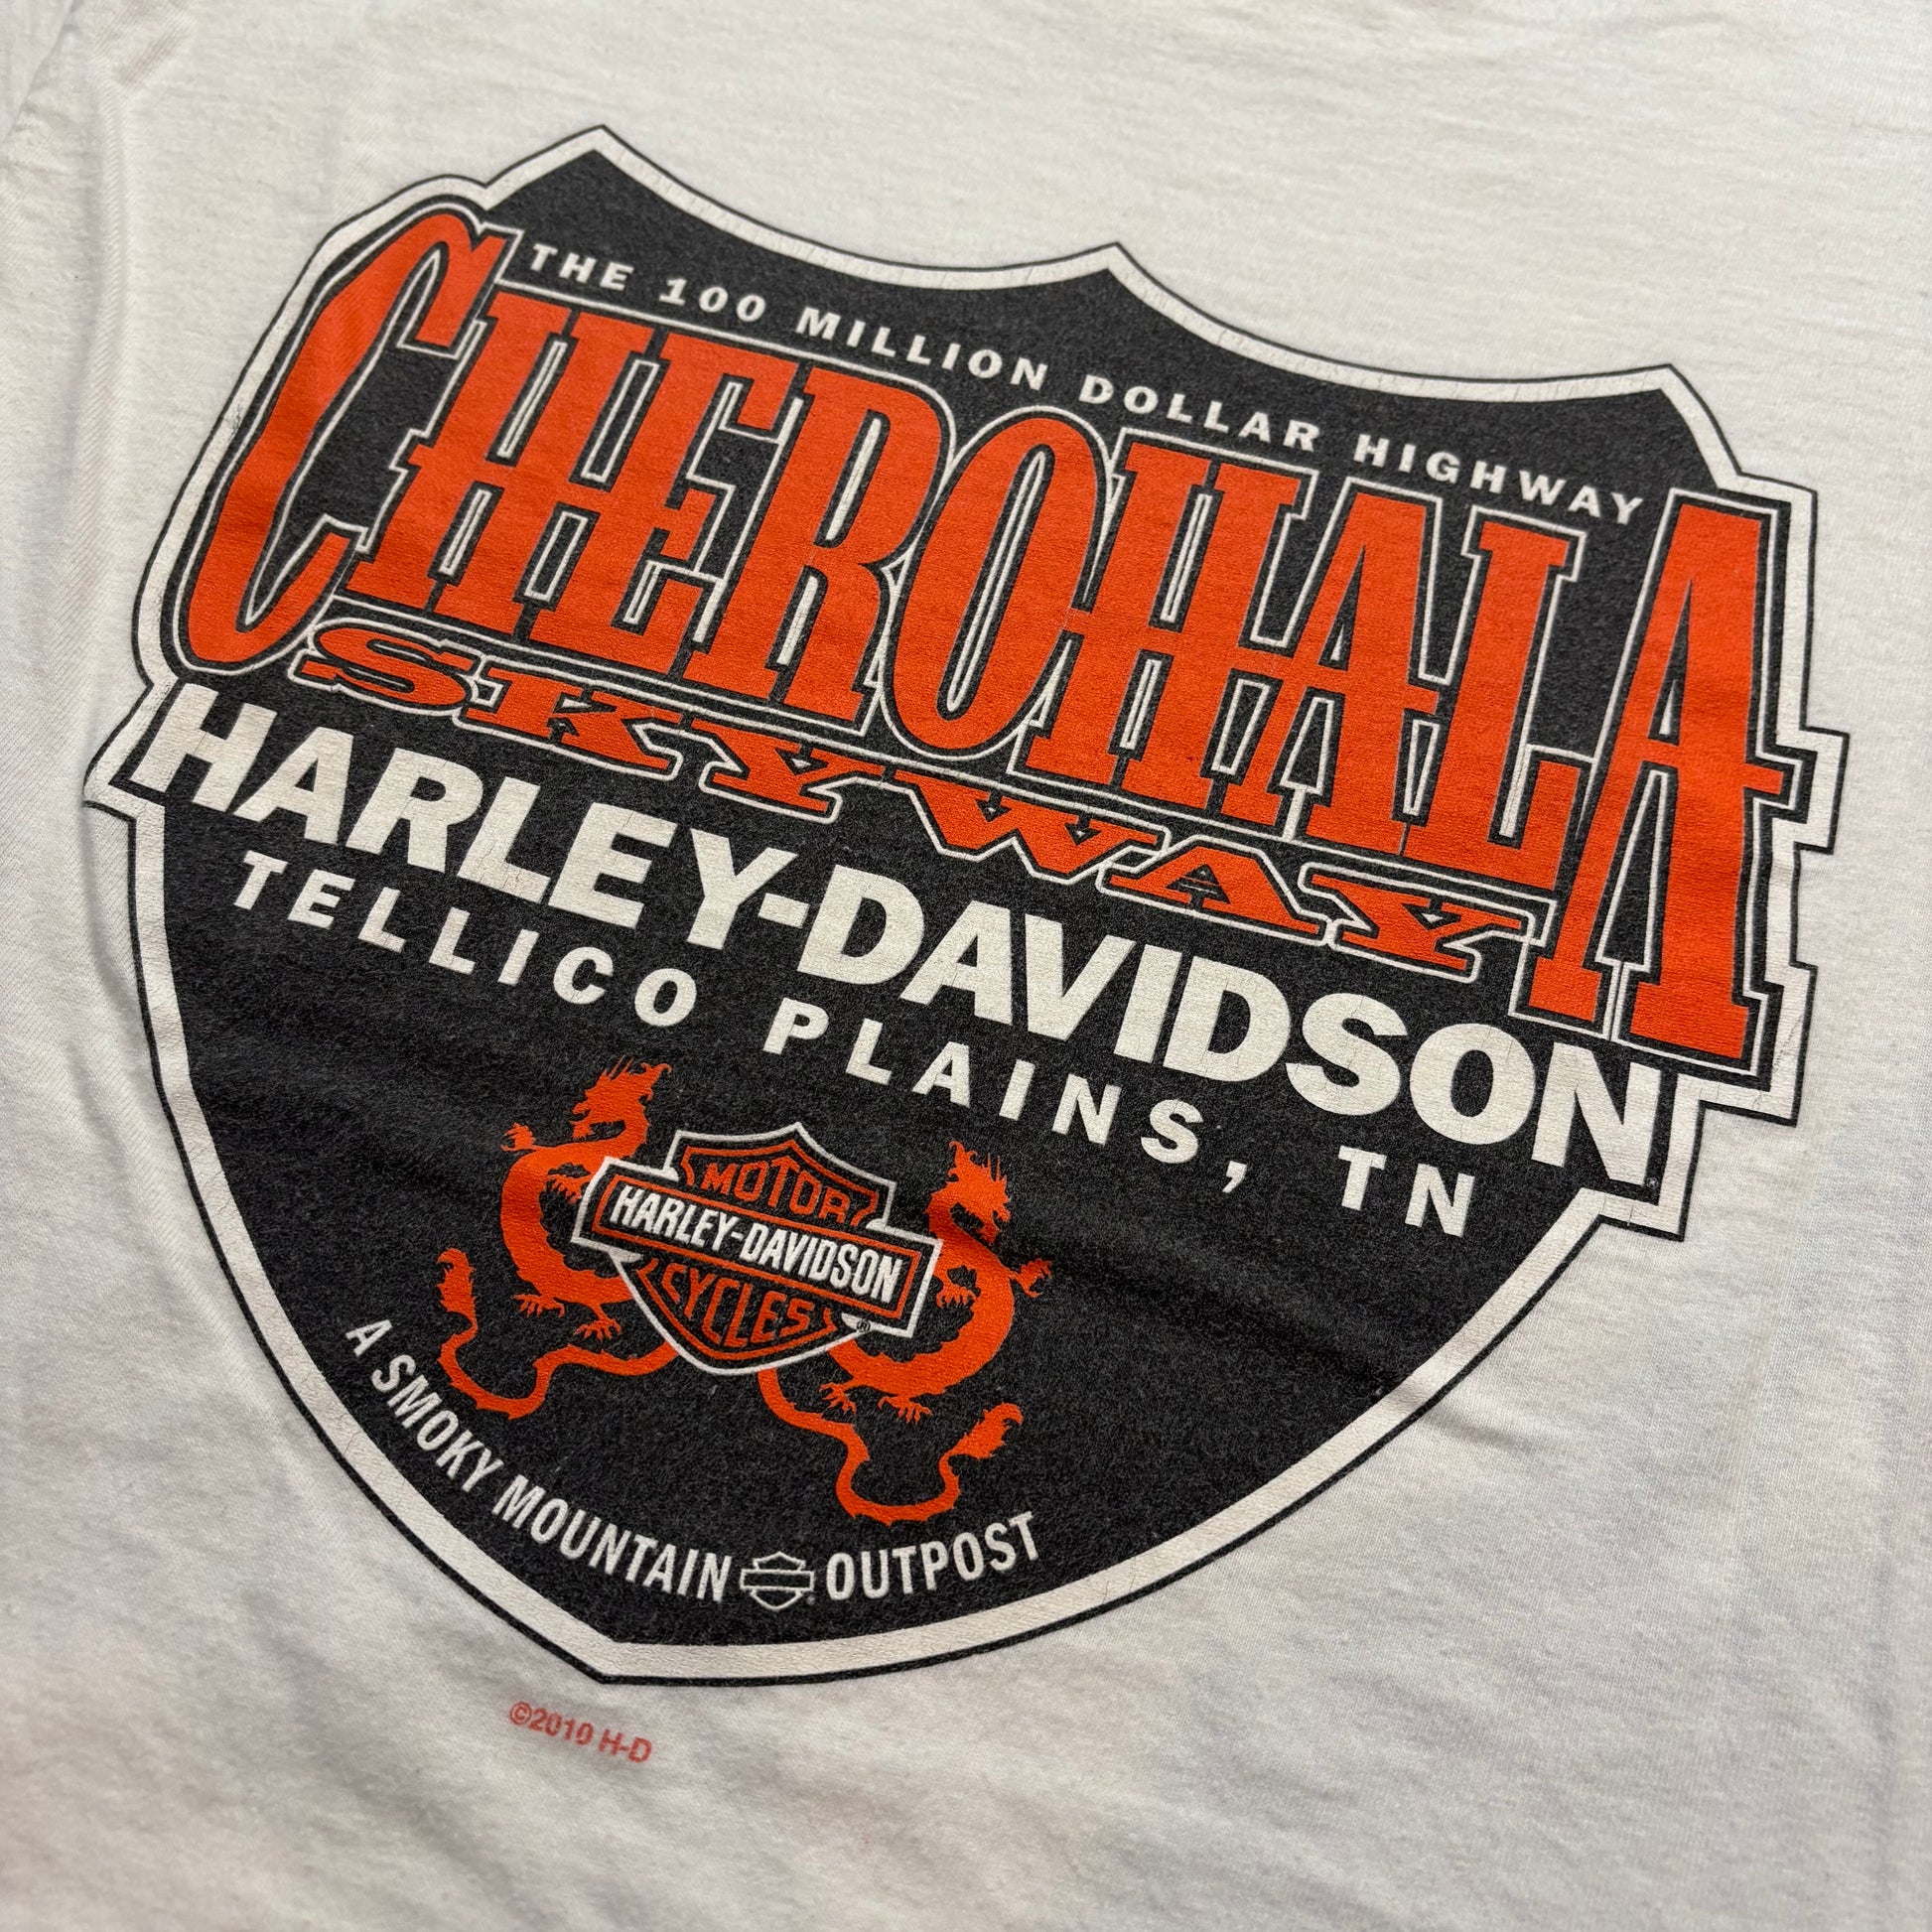 THE 100 MILLION DOLLAR HIGHWAY
CHEROHALA
SKYWAY
HARLEY-DAVIDSON
TELLICO PLAINS, TN
MOTOR
HARLEY-DAVIDSON
CYCLES
®
A SMOKY MOUNTAIN OUTPOST
©2010 H-D